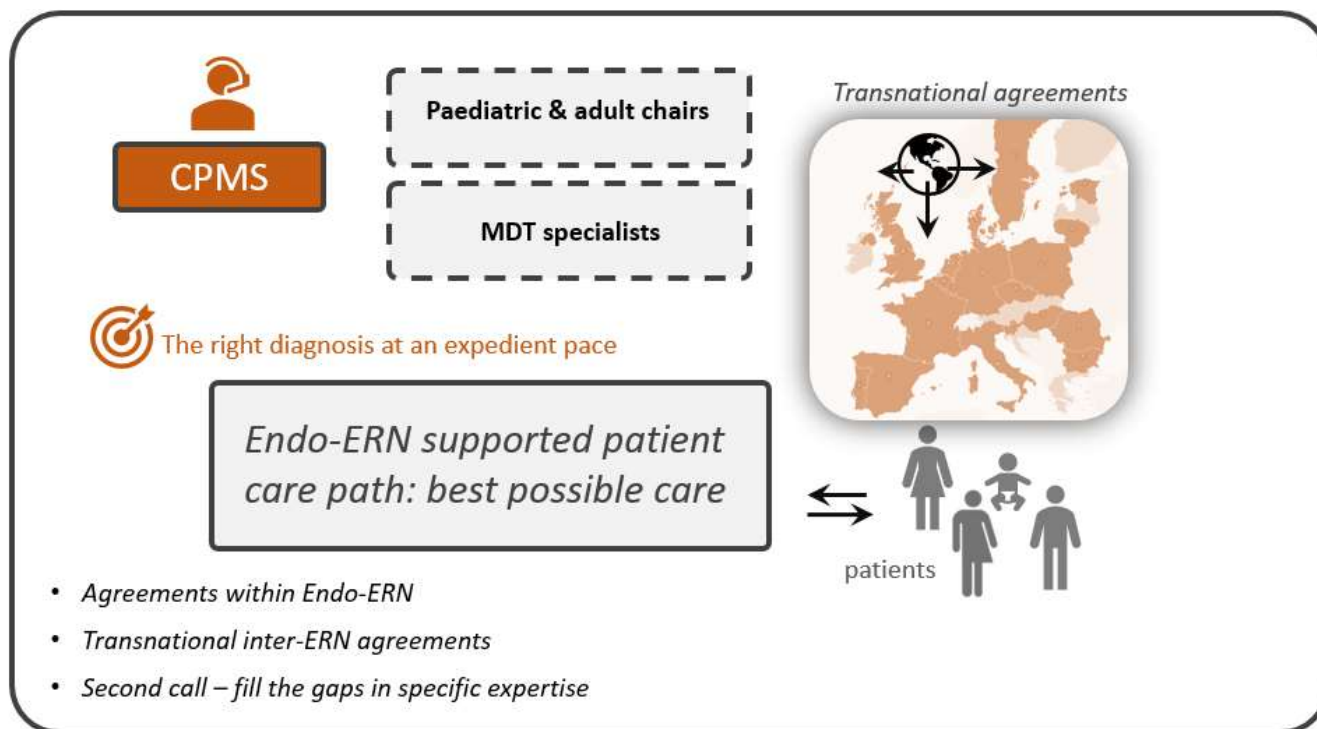 CPMS
Paediatric & adult chairs
MDT specialists
Transnational agreements
The right diagnosis at an expedient pace
Endo-ERN supported patient
care path: best possible care
patients
• Agreements within Endo-ERN
• Transnational inter-ERN agreements
• Second call – fill the gaps in specific expertise